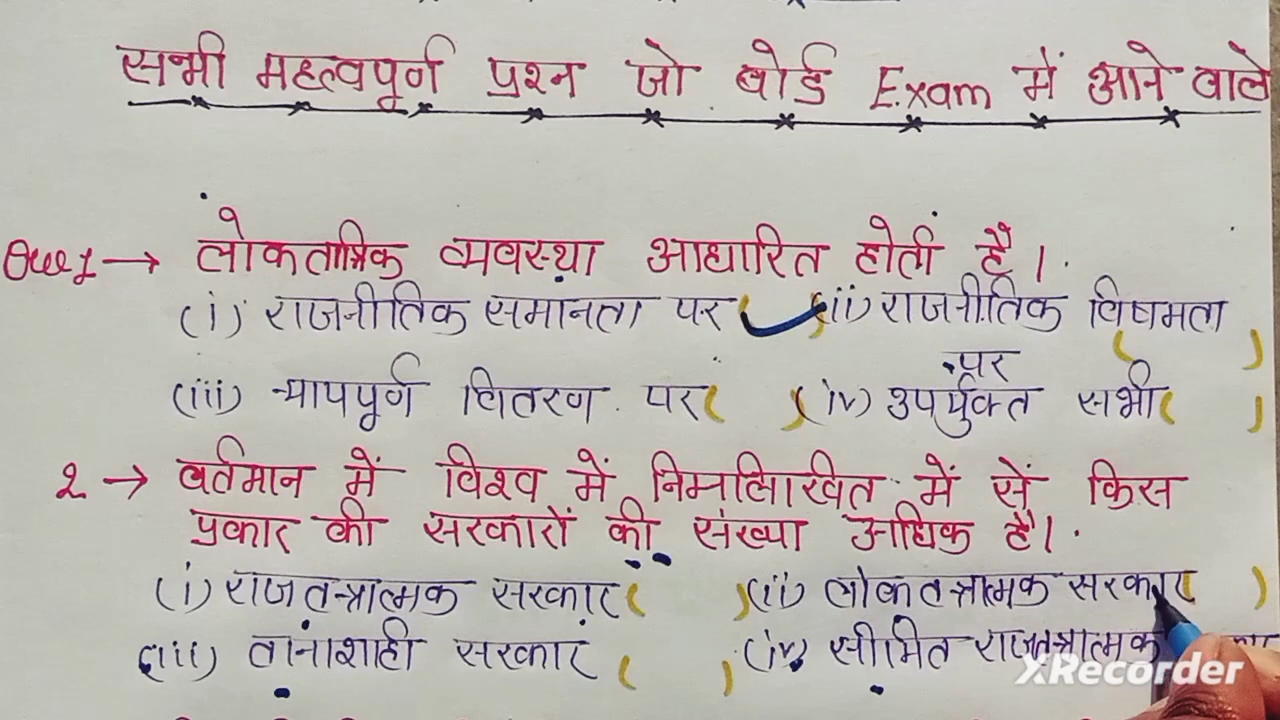 सभी महत्वपूर्ण प्रश्न जो बोर्ड Exam में आने वाले
Que 1 → लोकतान्त्रिक व्यवस्था आधारित होती है।
(i) राजनीतिक समानता पर ( ) (ii) राजनीतिक विषमता
पर ( )
(iii) न्यायपूर्ण वितरण पर ( ) (iv) उपर्युक्त सभी ( )
2 → वर्तमान में विश्व में निम्नलिखित में सें किस
प्रकार की सरकारों की संख्या अधिक है।
(i) राजतन्त्रात्मक सरकार ( ) (ii) लोकतन्त्रात्मक सरकार ( )
(iii) तानाशाही सरकार ( ) (iv) सीमित राजतन्त्रात्मक
XRecorder